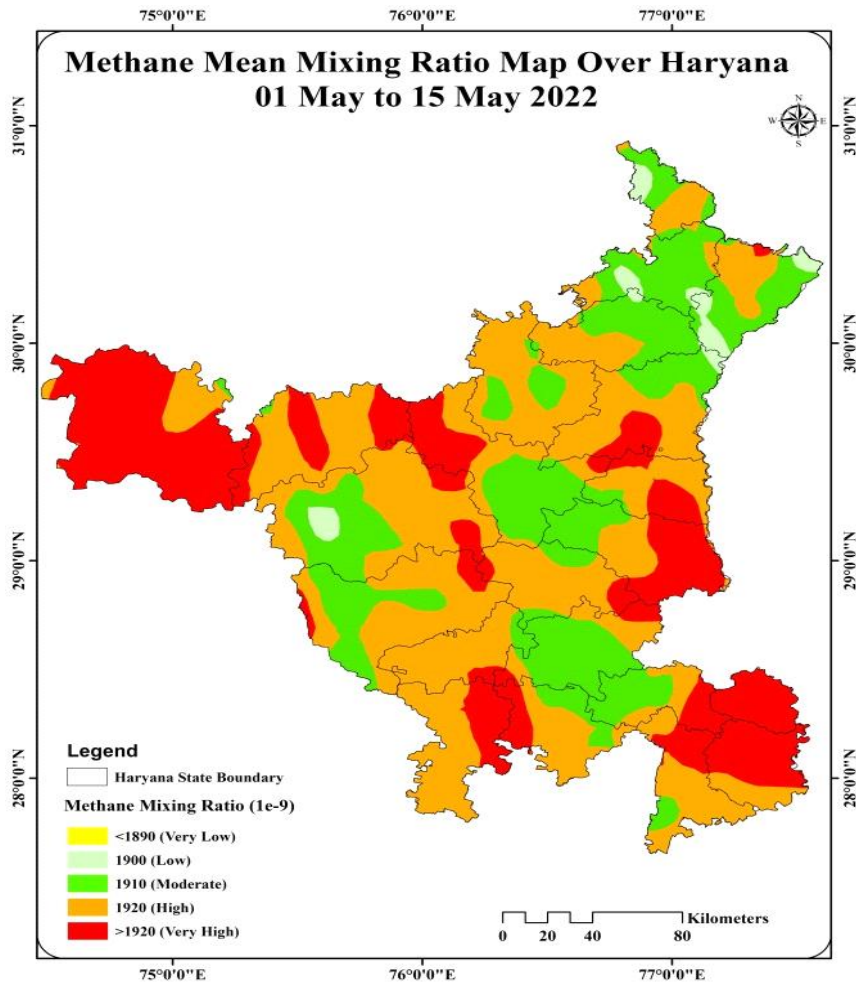 75°0'0"E 76°0'0"E 77°0'0"E
Methane Mean Mixing Ratio Map Over Haryana
01 May to 15 May 2022
N
W E
S
31°0'0"N 31°0'0"N
30°0'0"N 30°0'0"N
29°0'0"N 29°0'0"N
28°0'0"N 28°0'0"N
Legend
Haryana State Boundary
Methane Mixing Ratio (1e-9)
<1890 (Very Low)
1900 (Low)
1910 (Moderate)
1920 (High)
>1920 (Very High)
Kilometers
0 20 40 80
75°0'0"E 76°0'0"E 77°0'0"E